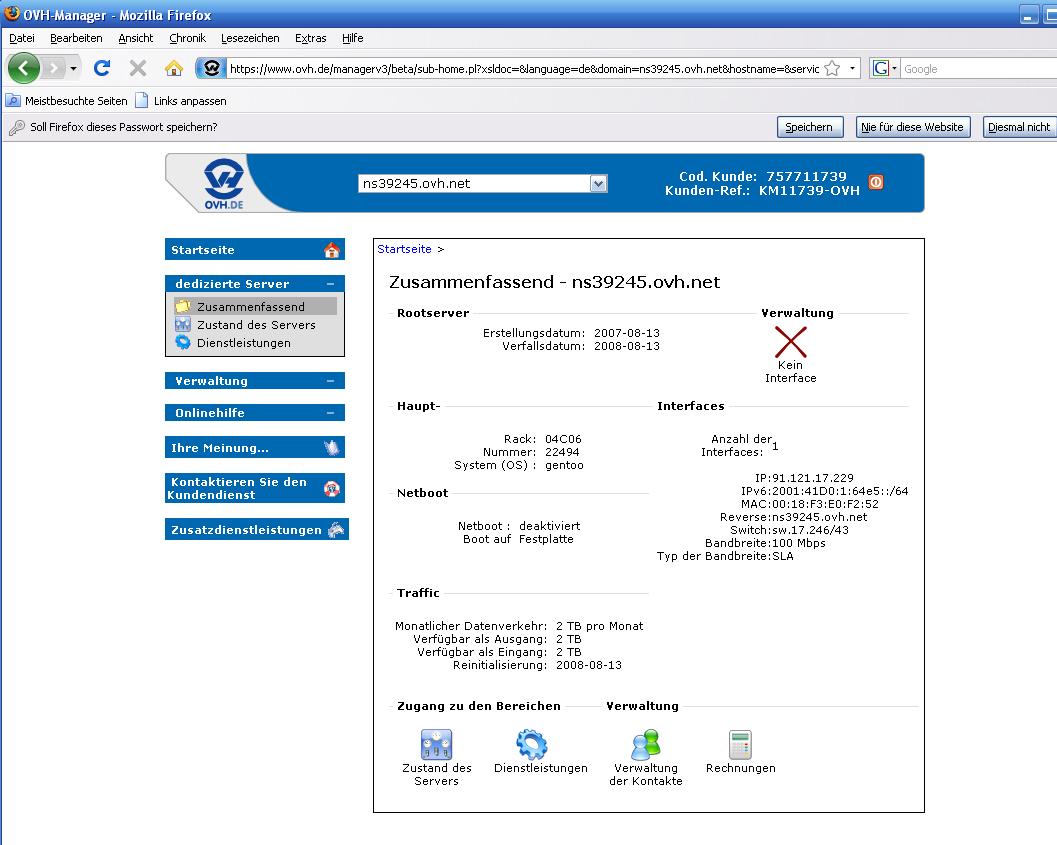 OVH-Manager - Mozilla Firefox
Datei Bearbeiten Ansicht Chronik Lesezeichen Extras Hilfe
https://www.ovh.de/managerv3/beta/sub-home.pl?xsldoc=&language=de&domain=ns39245.ovh.net&hostname=&servic
G Google
Meistbesuchte Seiten Links anpassen
Soll Firefox dieses Passwort speichern? Speichern Nie für diese Website Diesmal nicht
OVH.DE
ns39245.ovh.net
Cod. Kunde: 757711739
Kunden-Ref.: KM11739-OVH
Startseite
dedizierte Server
Zusammenfassend
Zustand des Servers
Dienstleistungen
Verwaltung
Onlinehilfe
Ihre Meinung...
Kontaktieren Sie den
Kundendienst
Zusatzdienstleistungen
Startseite >
Zusammenfassend - ns39245.ovh.net
Rootserver
Erstellungsdatum: 2007-08-13
Verfallsdatum: 2008-08-13
Verwaltung
Kein
Interface
Haupt-
Rack: 04C06
Nummer: 22494
System (OS) : gentoo
Netboot
Netboot : deaktiviert
Boot auf Festplatte
Interfaces
Anzahl der
Interfaces: 1
IP:91.121.17.229
IPv6:2001:41D0:1:64e5::/64
MAC:00:18:F3:E0:F2:52
Reverse:ns39245.ovh.net
Switch:sw.17.246/43
Bandbreite:100 Mbps
Typ der Bandbreite:SLA
Traffic
Monatlicher Datenverkehr: 2 TB pro Monat
Verfügbar als Ausgang: 2 TB
Verfügbar als Eingang: 2 TB
Reinitialisierung: 2008-08-13
Zugang zu den Bereichen
Zustand des
Servers
Dienstleistungen
Verwaltung
Verwaltung
der Kontakte
Rechnungen